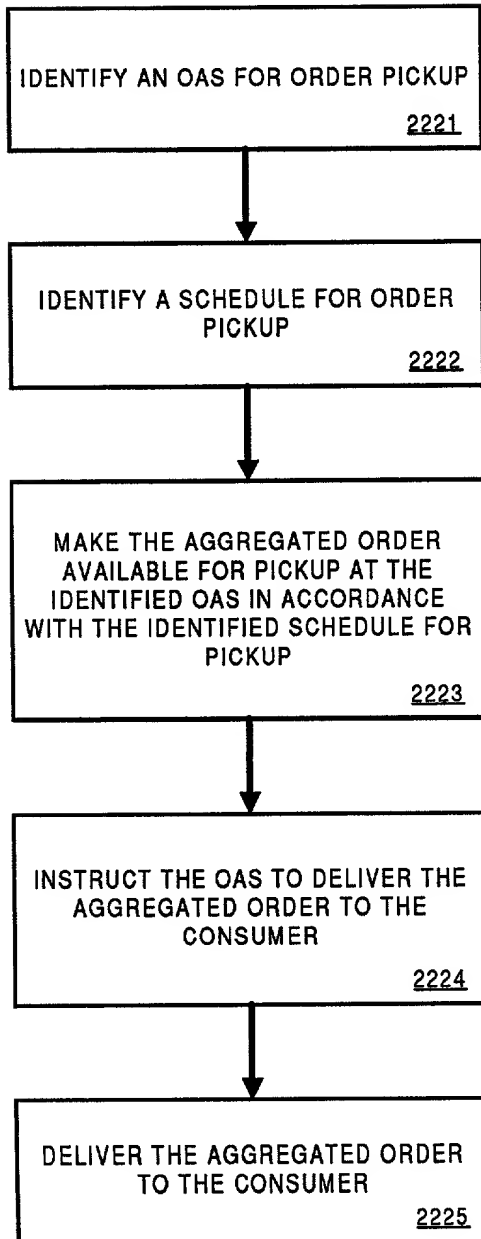 IDENTIFY AN OAS FOR ORDER PICKUP
2221
IDENTIFY A SCHEDULE FOR ORDER
PICKUP
2222
MAKE THE AGGREGATED ORDER
AVAILABLE FOR PICKUP AT THE
IDENTIFIED OAS IN ACCORDANCE
WITH THE IDENTIFIED SCHEDULE FOR
PICKUP
2223
INSTRUCT THE OAS TO DELIVER THE
AGGREGATED ORDER TO THE
CONSUMER
2224
DELIVER THE AGGREGATED ORDER
TO THE CONSUMER
2225